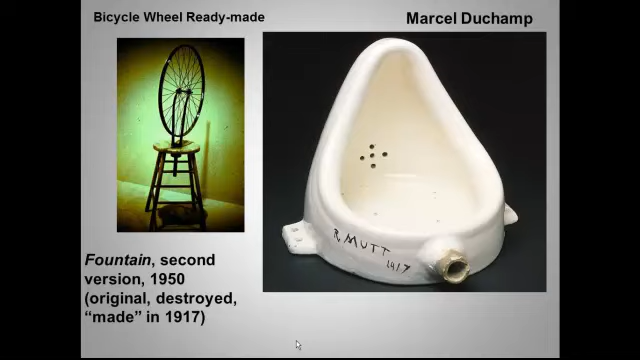 Bicycle Wheel Ready-made
Marcel Duchamp
R. MUTT
1917
Fountain, second
version, 1950
(original, destroyed,
“made” in 1917)